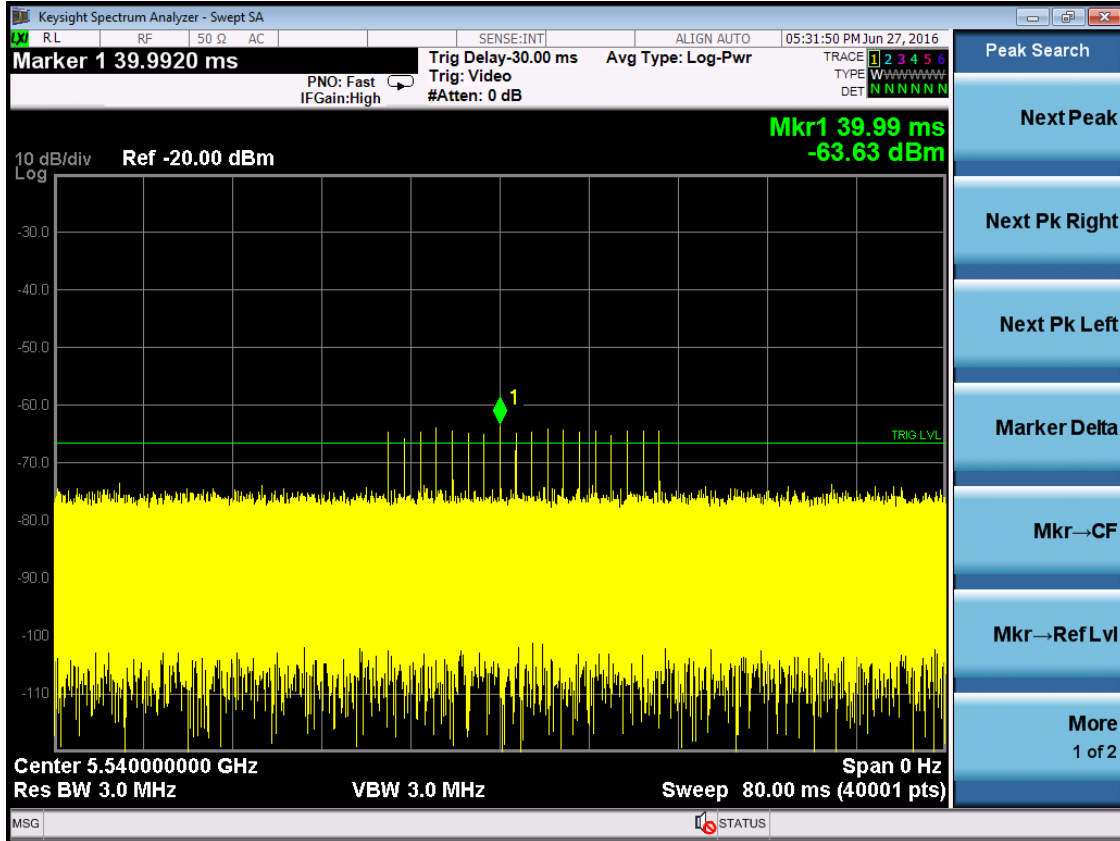 Keysight Spectrum Analyzer - Swept SA
LXI RL RF 50 Ω AC SENSE:INT ALIGN AUTO 05:31:50 PM Jun 27, 2016
Marker 1 39.9920 ms
PNO: Fast
IFGain:High
Trig Delay-30.00 ms
Trig: Video
#Atten: 0 dB
Avg Type: Log-Pwr
TRACE 1 2 3 4 5 6
TYPE WWWWWW
DET N N N N N N
Mkr1 39.99 ms
-63.63 dBm
10 dB/div Ref -20.00 dBm
Log
-30.0
-40.0
-50.0
-60.0
1
TRIG LVL
-70.0
-80.0
-90.0
-100
-110
Center 5.540000000 GHz Span 0 Hz
Res BW 3.0 MHz VBW 3.0 MHz Sweep 80.00 ms (40001 pts)
MSG STATUS
Peak Search
Next Peak
Next Pk Right
Next Pk Left
Marker Delta
Mkr→CF
Mkr→Ref Lvl
More
1 of 2